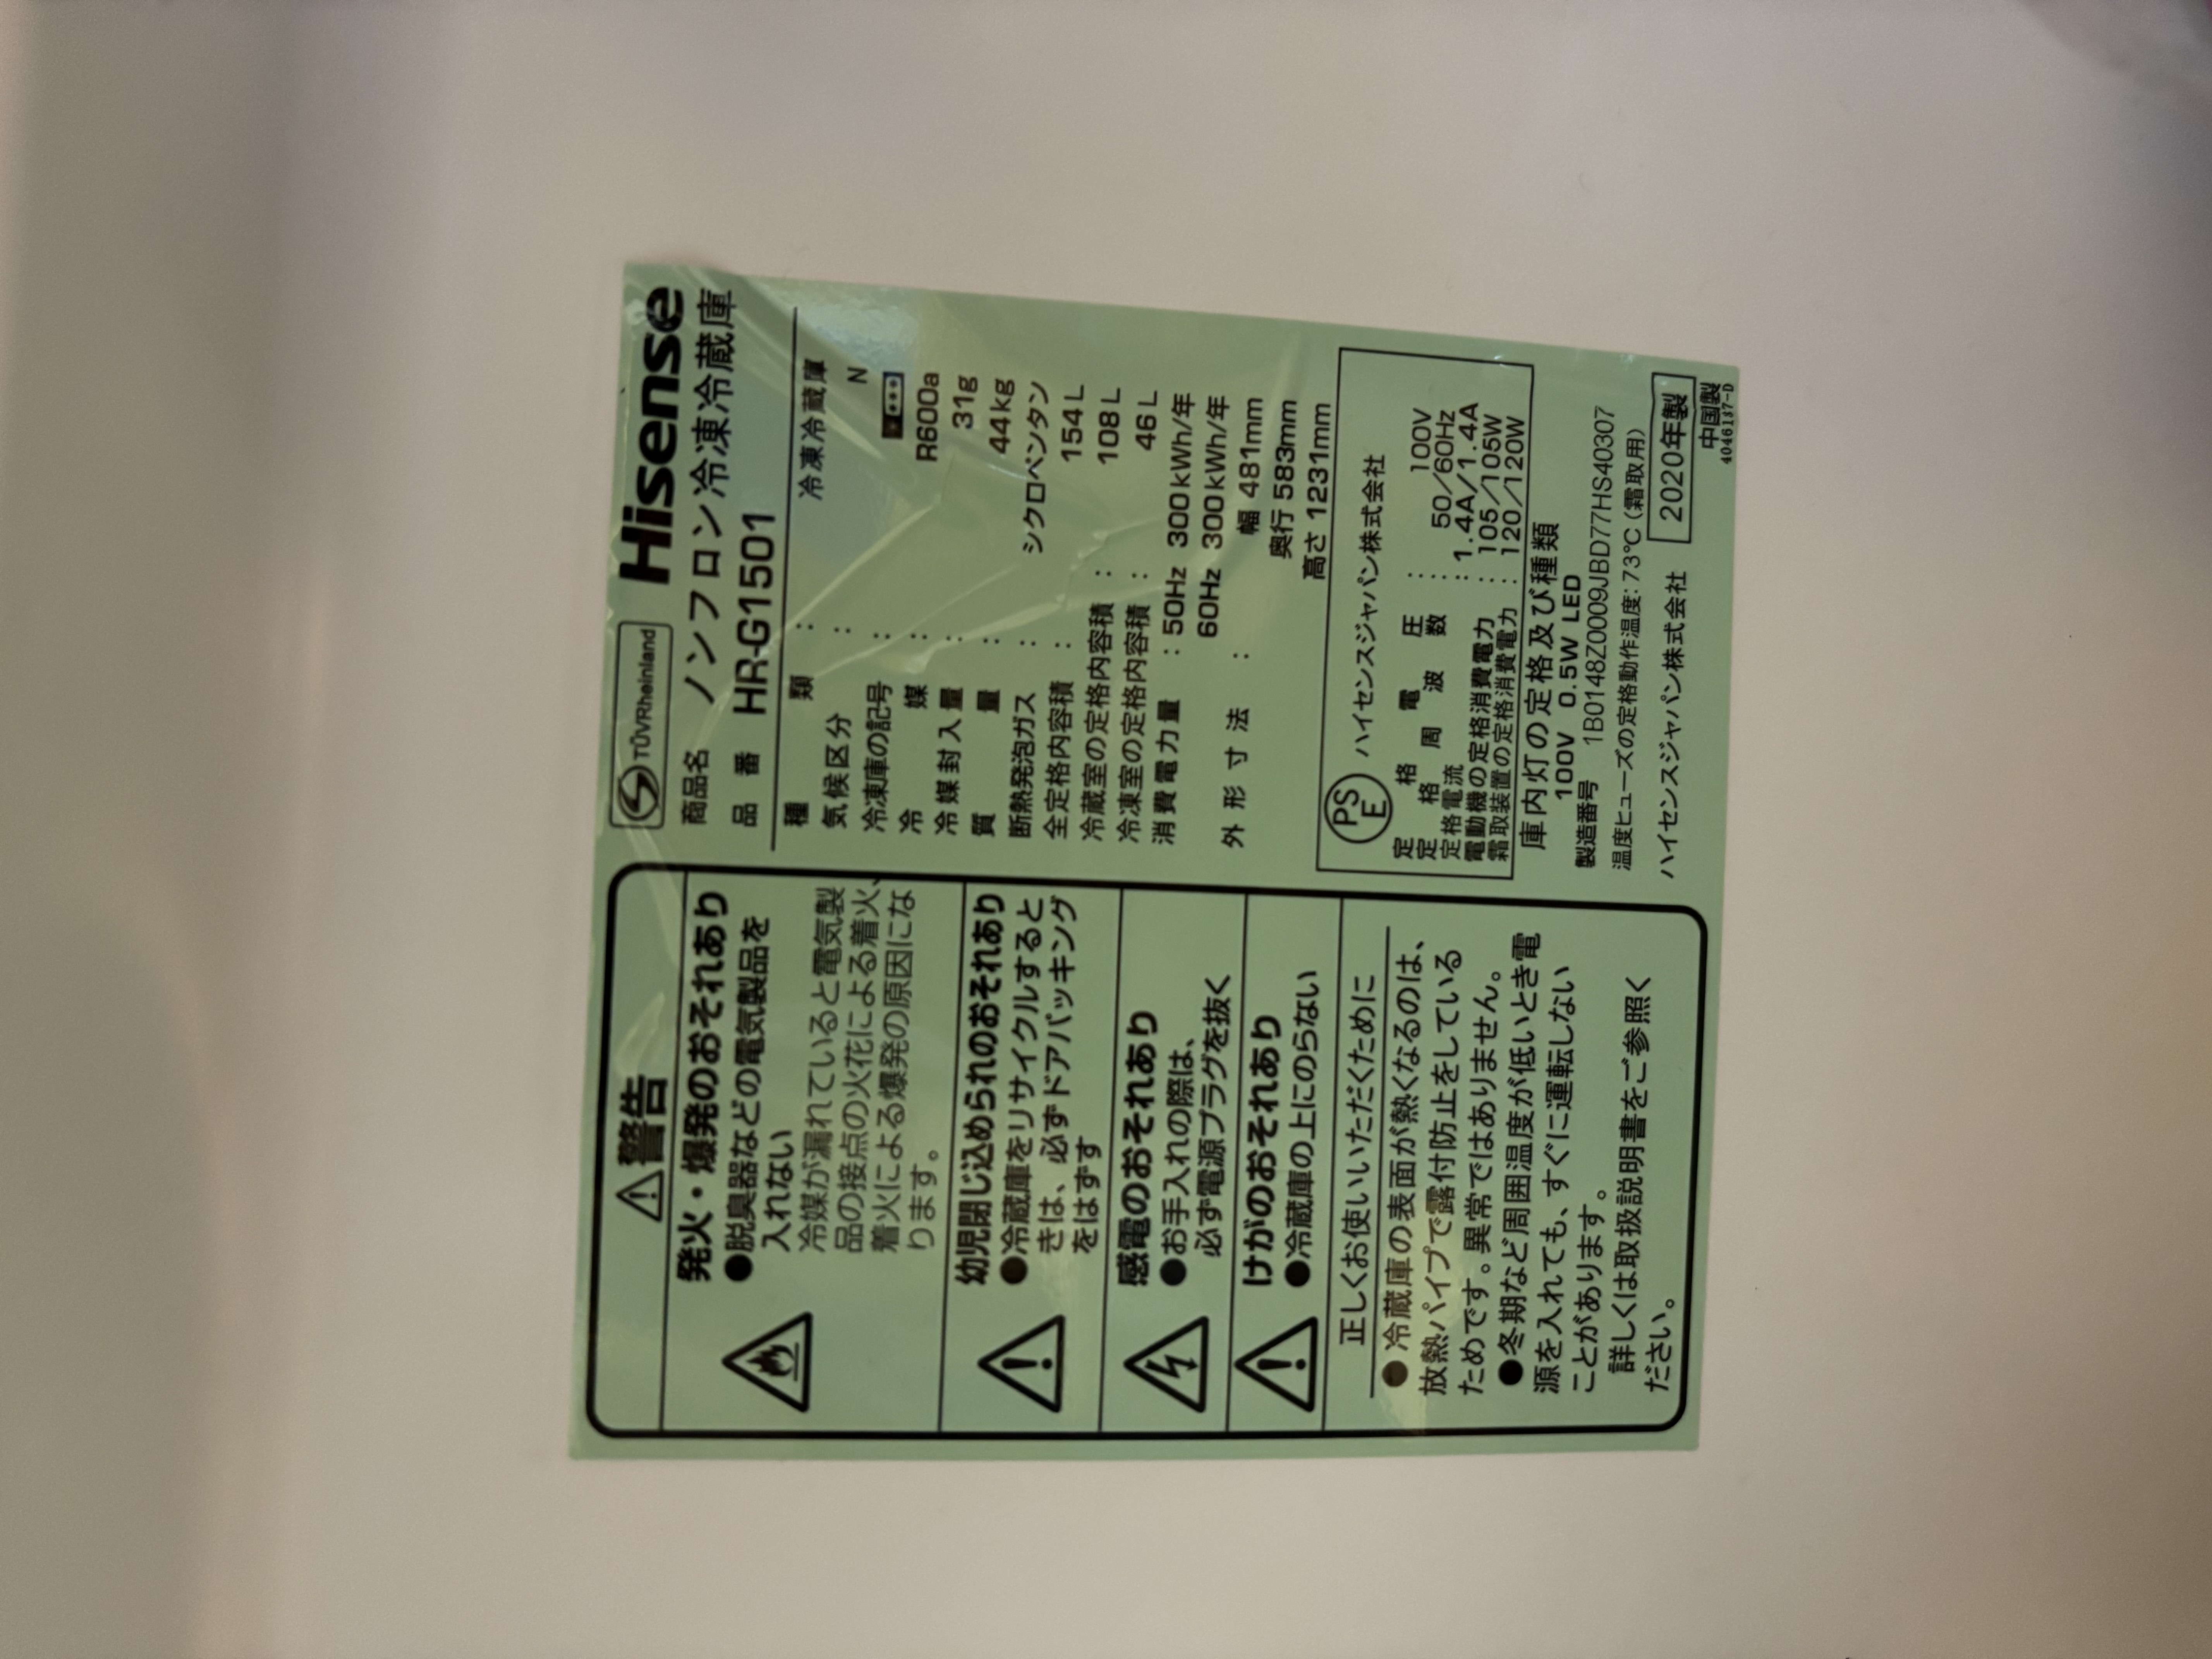 警告
発火・爆発のおそれあり
●脱臭器などの電気製品を
入れない
冷媒が漏れていると電気製
品の接点の火花による着火、
着火による爆発の原因にな
ります。
幼児閉じ込められのおそれあり
●冷蔵庫をリサイクルすると
きは、必ずドアパッキング
をはずす
感電のおそれあり
●お手入れの際は、
必ず電源プラグを抜く
けがのおそれあり
●冷蔵庫の上にのらない
正しくお使いいただくために
●冷蔵庫の表面が熱くなるのは、
放熱パイプで露付防止をしている
ためです。異常ではありません。
●冬期など周囲温度が低いとき電
源を入れても、すぐに運転しない
ことがあります。
詳しくは取扱説明書をご参照く
ださい。
TÜVRheinland Hisense
商品名 ノンフロン冷凍冷蔵庫
品番 HR-G1501
種類 : 冷凍冷蔵庫
気候区分 : N
冷凍庫の記号 : ***
冷媒 : R600a
冷媒封入量 : 31g
質量 : 44kg
断熱発泡ガス : シクロペンタン
全定格内容積 : 154L
冷蔵室の定格内容積 : 108L
冷凍室の定格内容積 : 46L
消費電力量 : 50Hz 300kWh/年
60Hz 300kWh/年
外形寸法 : 幅 481mm
奥行 583mm
高さ 1231mm
PSE ハイセンスジャパン株式会社
定格電圧 : 100V
定格周波数 : 50/60Hz
定格電流 : 1.4A/1.4A
電動機の定格消費電力 : 105/105W
霜取装置の定格消費電力 : 120/120W
庫内灯の定格及び種類
100V 0.5W LED
製造番号 1B0148Z0009JBD77HS40307
温度ヒューズの定格動作温度:73℃(霜取用)
ハイセンスジャパン株式会社 2020年製
中国製
4046187-D